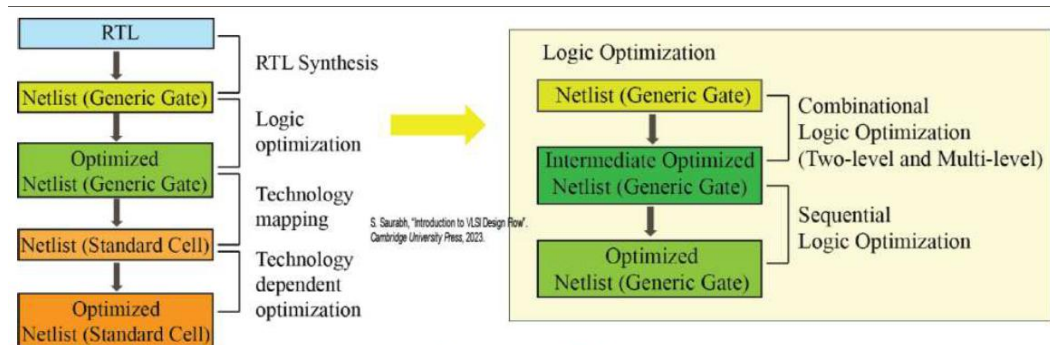 RTL
RTL Synthesis
Netlist (Generic Gate)
Logic
optimization
Optimized
Netlist (Generic Gate)
Technology
mapping
Netlist (Standard Cell)
Technology
dependent
optimization
Optimized
Netlist (Standard Cell)
S. Saurabh, "Introduction to VLSI Design Flow".
Cambridge University Press, 2023.
Logic Optimization
Netlist (Generic Gate)
Combinational
Logic Optimization
(Two-level and Multi-level)
Intermediate Optimized
Netlist (Generic Gate)
Sequential
Logic Optimization
Optimized
Netlist (Generic Gate)